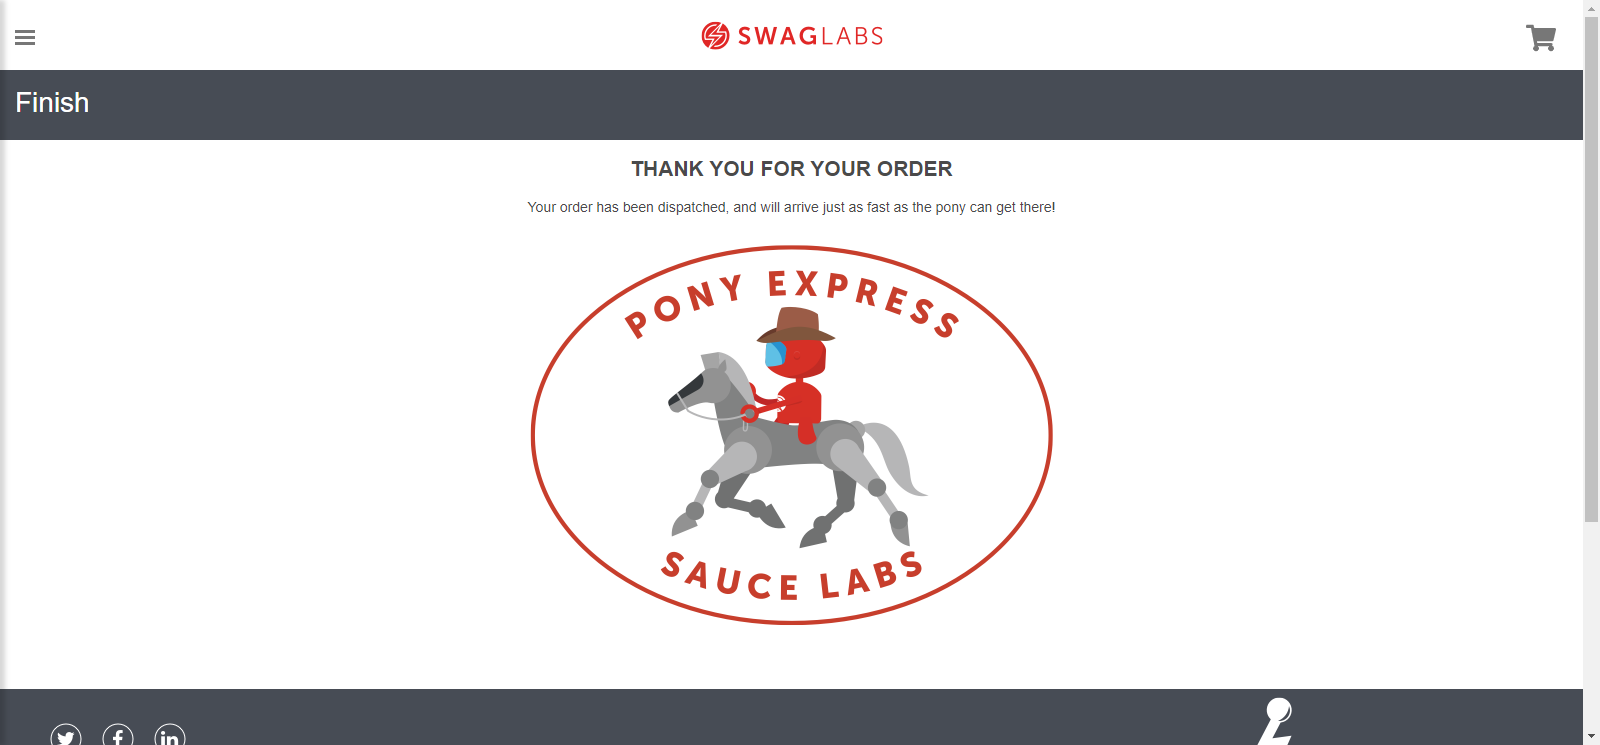 SWAGLABS
Finish
THANK YOU FOR YOUR ORDER
Your order has been dispatched, and will arrive just as fast as the pony can get there!
PONY EXPRESS
SAUCE LABS
in